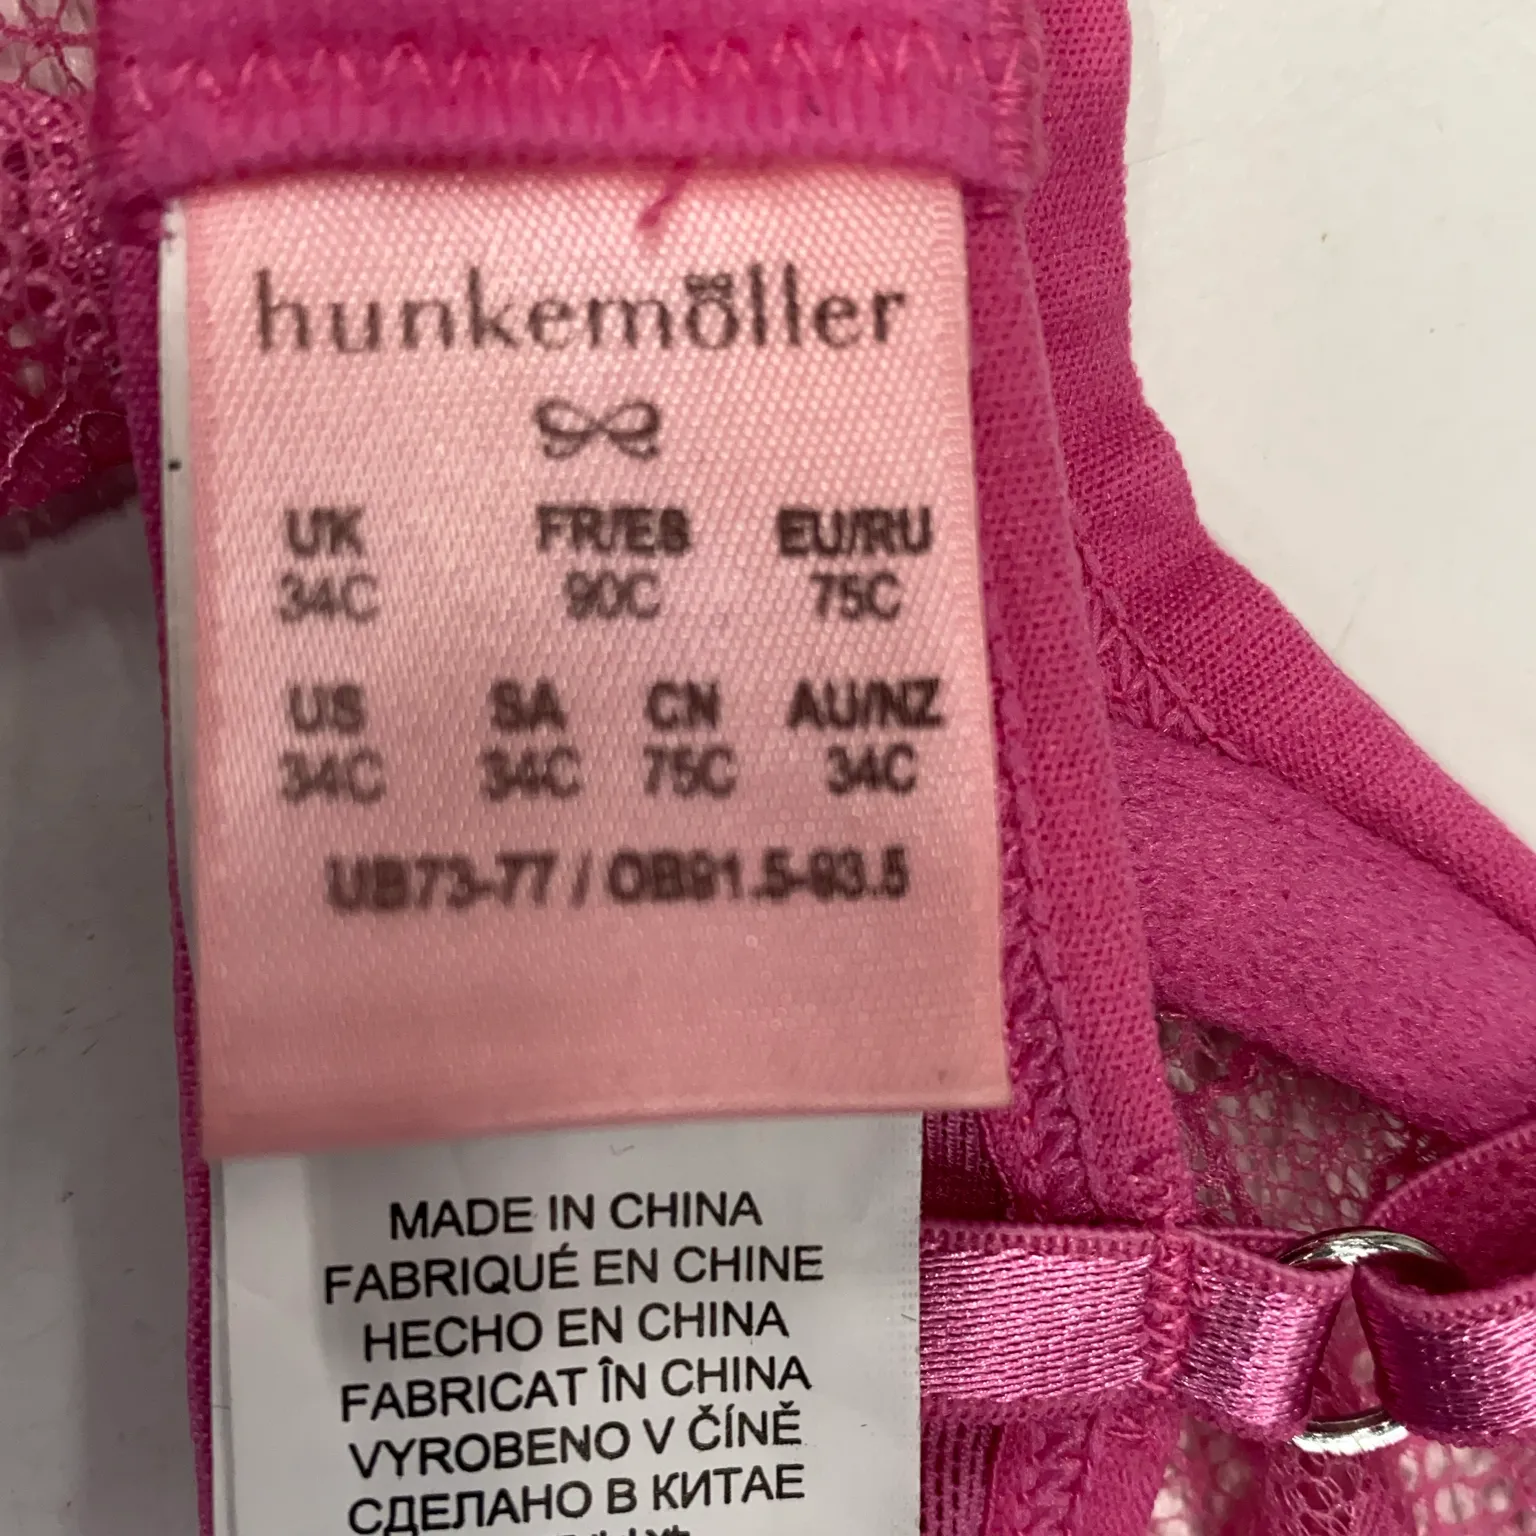 hunkemöller
UK FR/ES EU/RU
34C 90C 75C
US SA CN AU/NZ
34C 34C 75C 34C
UB73-77 / OB91.5-93.5
MADE IN CHINA
FABRIQUÉ EN CHINE
HECHO EN CHINA
FABRICAT ÎN CHINA
VYROBENO V ČÍNĚ
СДЕЛАНО В КИТАЕ